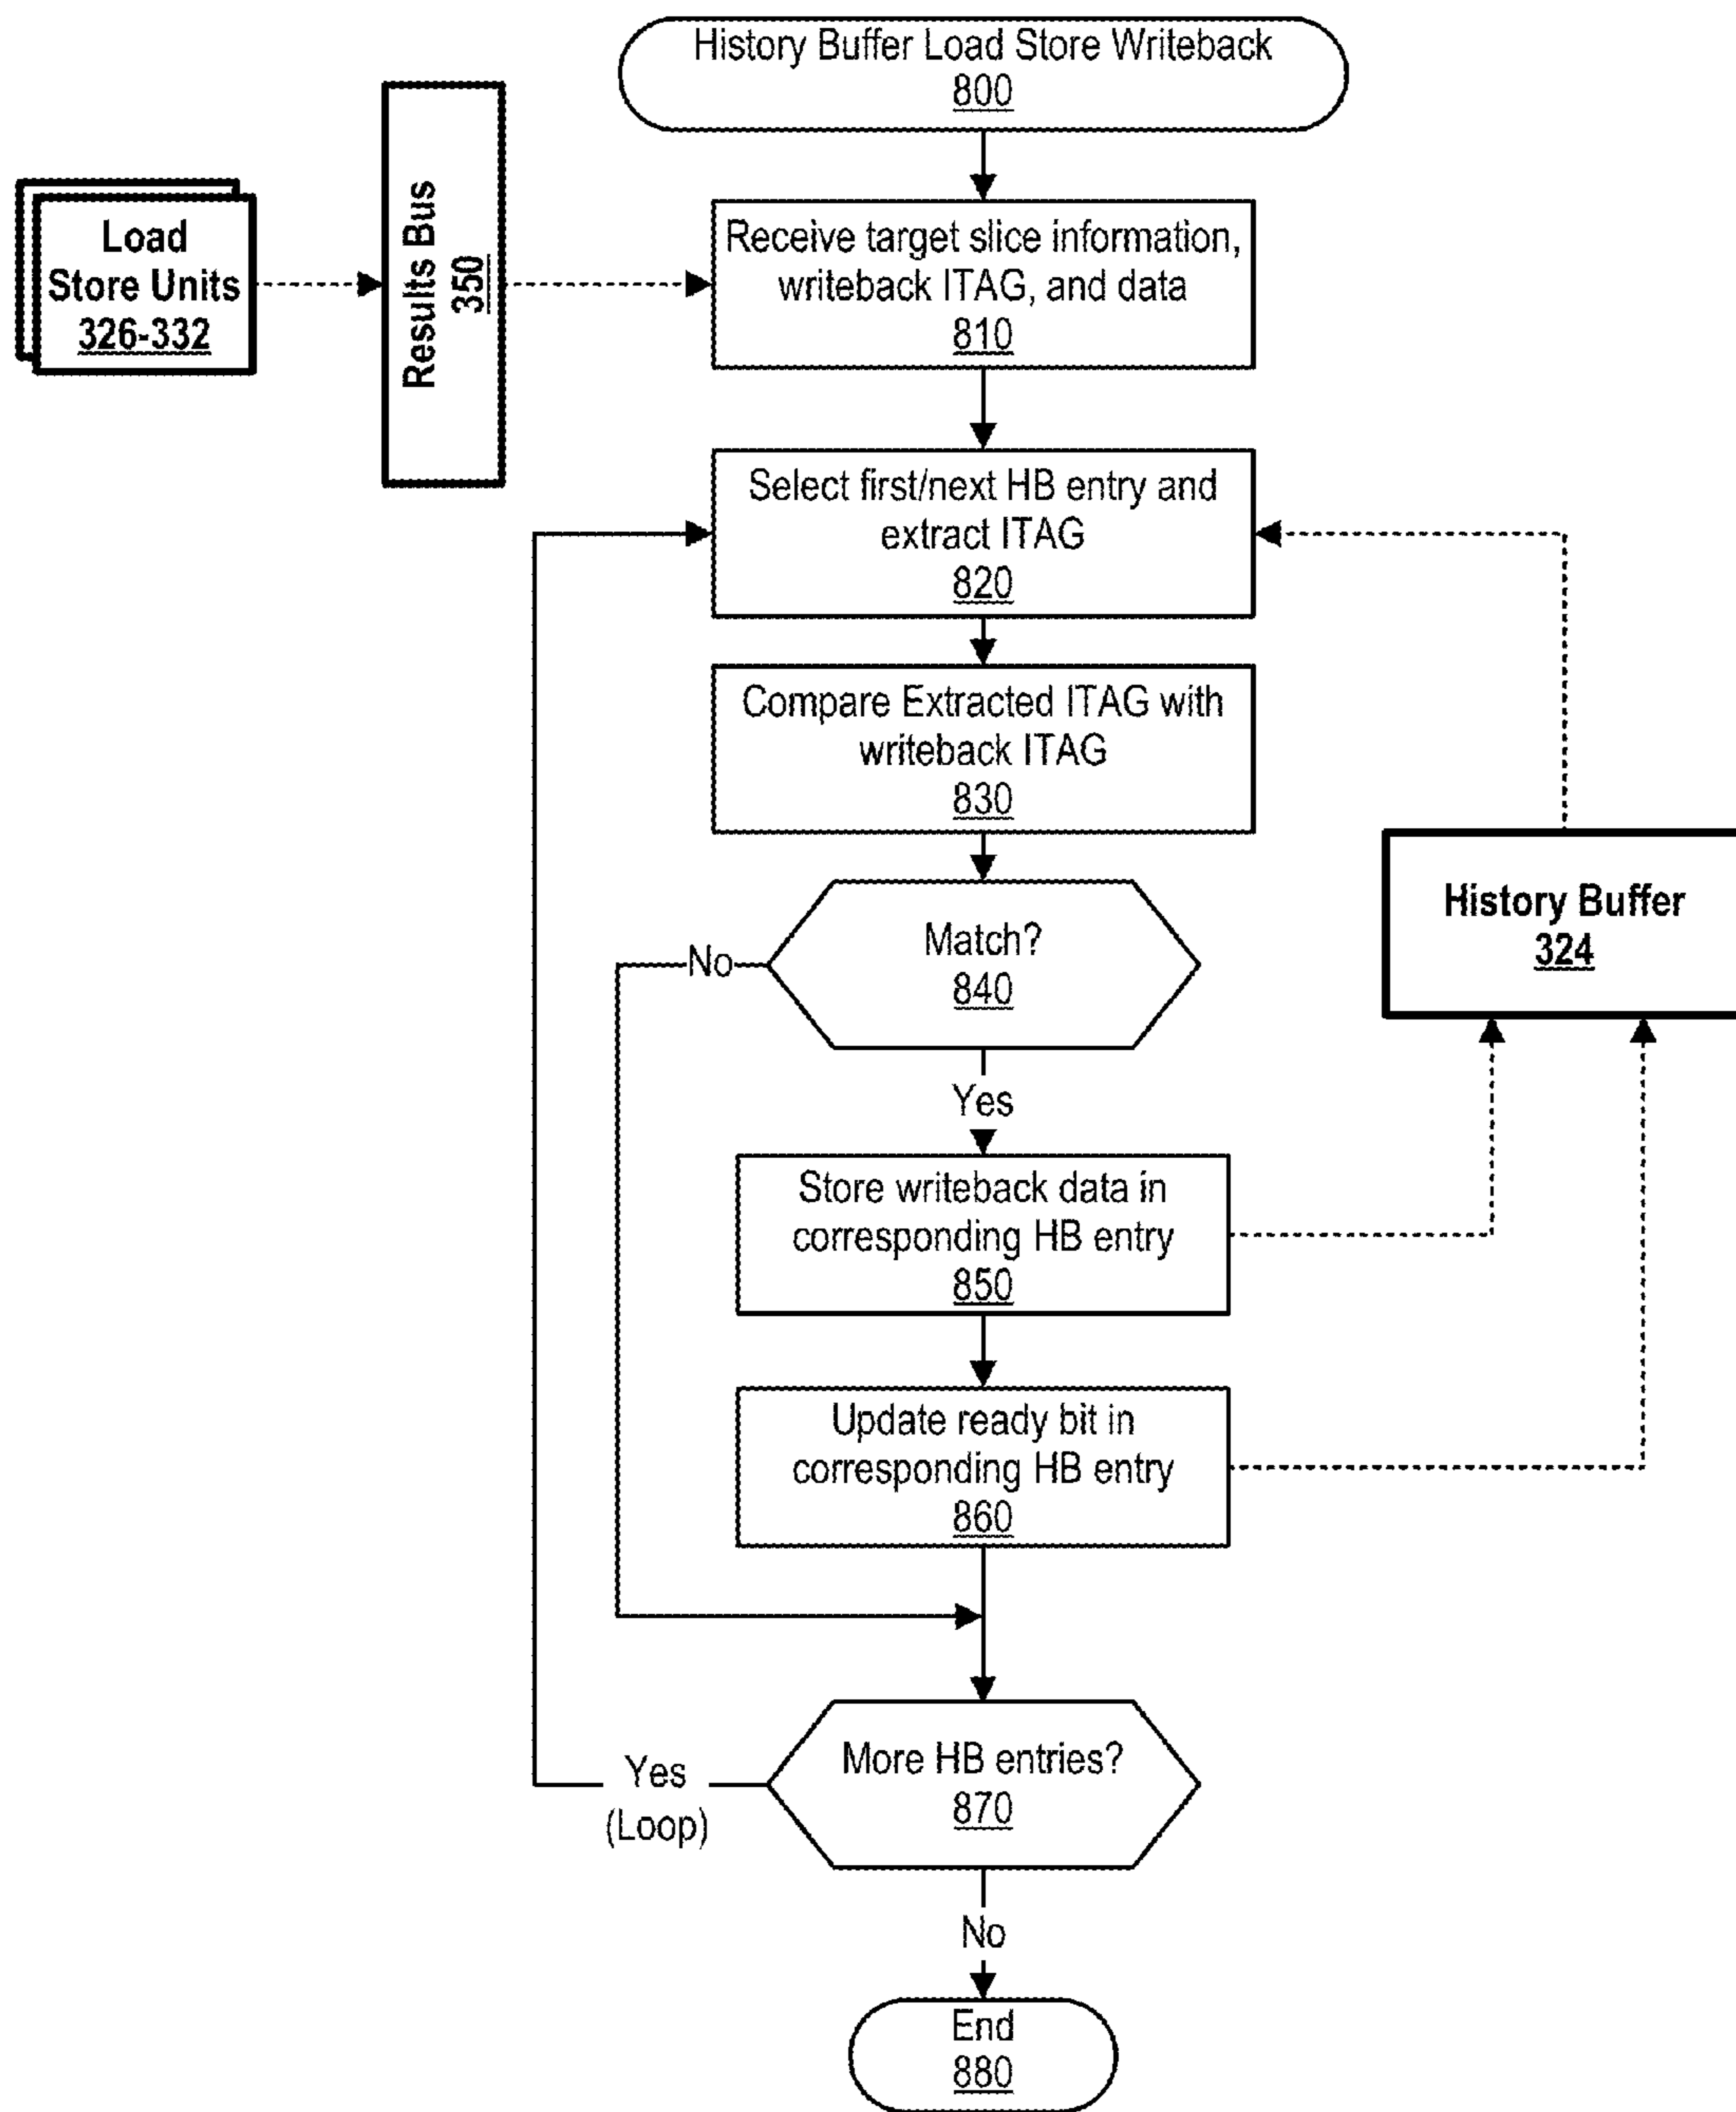 History Buffer Load Store Writeback
800
Load
Store Units
326-332
Results Bus
350
Receive target slice information,
writeback ITAG, and data
810
Select first/next HB entry and
extract ITAG
820
Compare Extracted ITAG with
writeback ITAG
830
History Buffer
324
Match?
840
No
Yes
Store writeback data in
corresponding HB entry
850
Update ready bit in
corresponding HB entry
860
More HB entries?
870
Yes
(Loop)
No
End
880